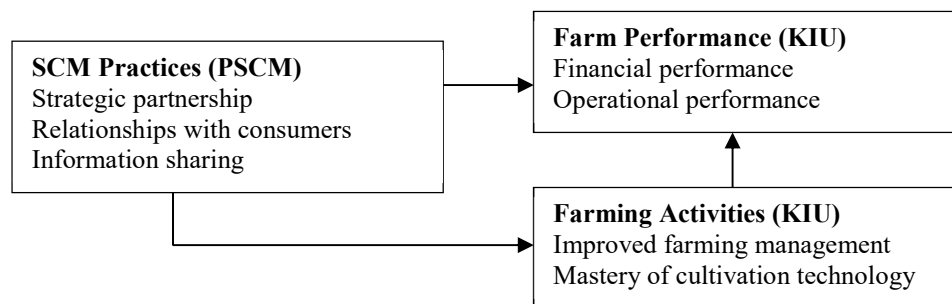 SCM Practices (PSCM)
Strategic partnership
Relationships with consumers
Information sharing
Farm Performance (KIU)
Financial performance
Operational performance
Farming Activities (KIU)
Improved farming management
Mastery of cultivation technology